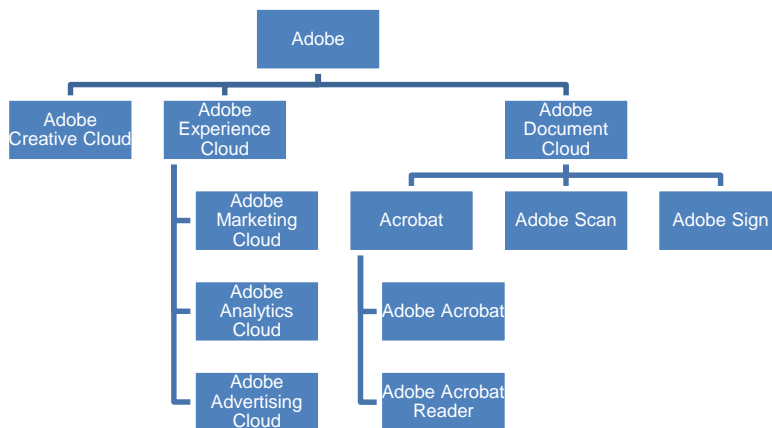 Adobe
Adobe
Creative Cloud
Adobe
Experience
Cloud
Adobe
Document
Cloud
Adobe
Marketing
Cloud
Acrobat
Adobe Scan
Adobe Sign
Adobe
Analytics
Cloud
Adobe Acrobat
Adobe
Advertising
Cloud
Adobe Acrobat
Reader